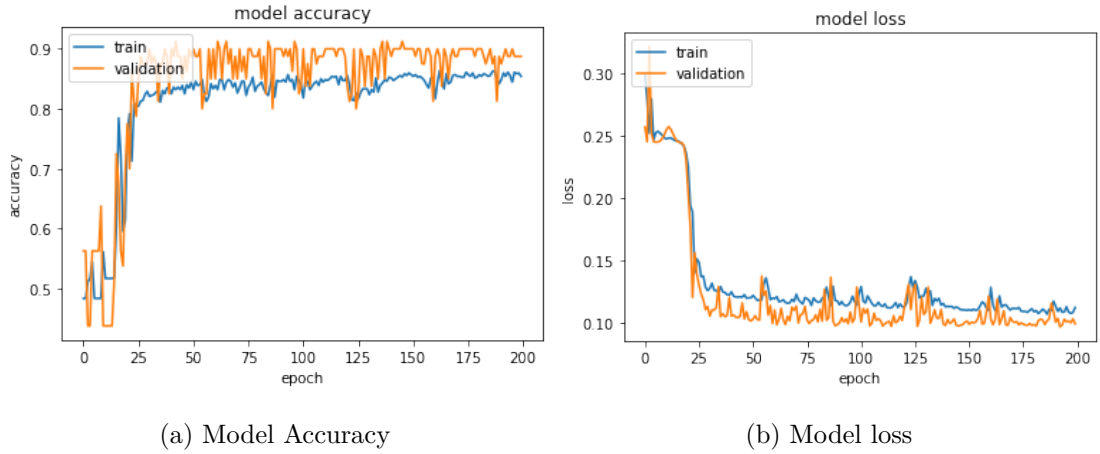 model accuracy
train
validation
0.9
0.8
0.7
0.6
0.5
accuracy
0 25 50 75 100 125 150 175 200
epoch
(a) Model Accuracy
model loss
train
validation
0.30
0.25
0.20
0.15
0.10
loss
0 25 50 75 100 125 150 175 200
epoch
(b) Model loss